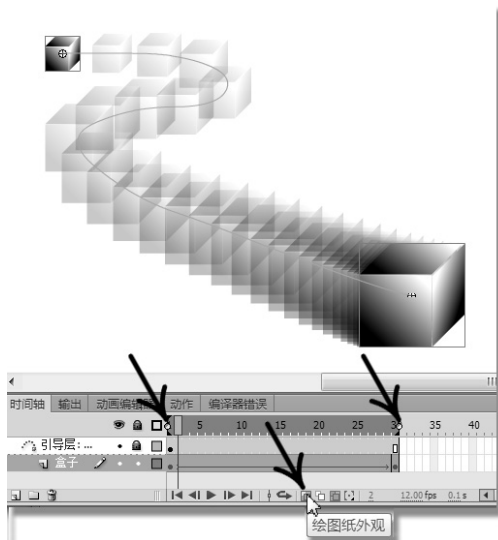 时间轴 输出 动画编辑器 动作 编译器错误
5 10 15 20 25 30 35 40
引导层:...
盒子
2 12.00 fps 0.1 s
绘图纸外观